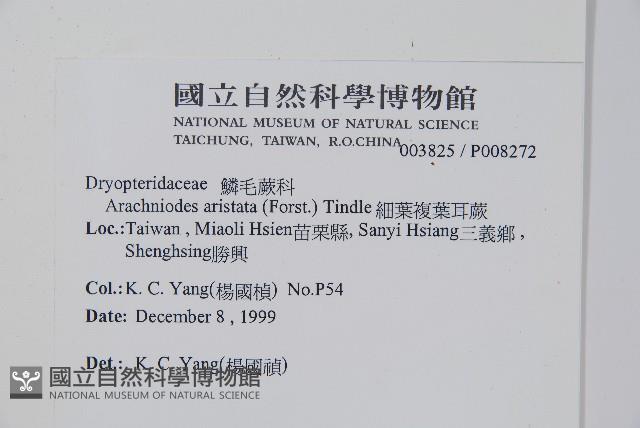 國立自然科學博物館
NATIONAL MUSEUM OF NATURAL SCIENCE
TAICHUNG, TAIWAN, R.O.CHINA
003825 / P008272
Dryopteridaceae 鱗毛蕨科
Arachniodes aristata (Forst.) Tindle 細葉複葉耳蕨
Loc.:Taiwan , Miaoli Hsien苗栗縣, Sanyi Hsiang三義鄉 ,
Shenghsing勝興
Col.:K. C. Yang(楊國楨) No.P54
Date: December 8 , 1999
Det.: K. C. Yang(楊國禎)
國立自然科學博物館
NATIONAL MUSEUM OF NATURAL SCIENCE